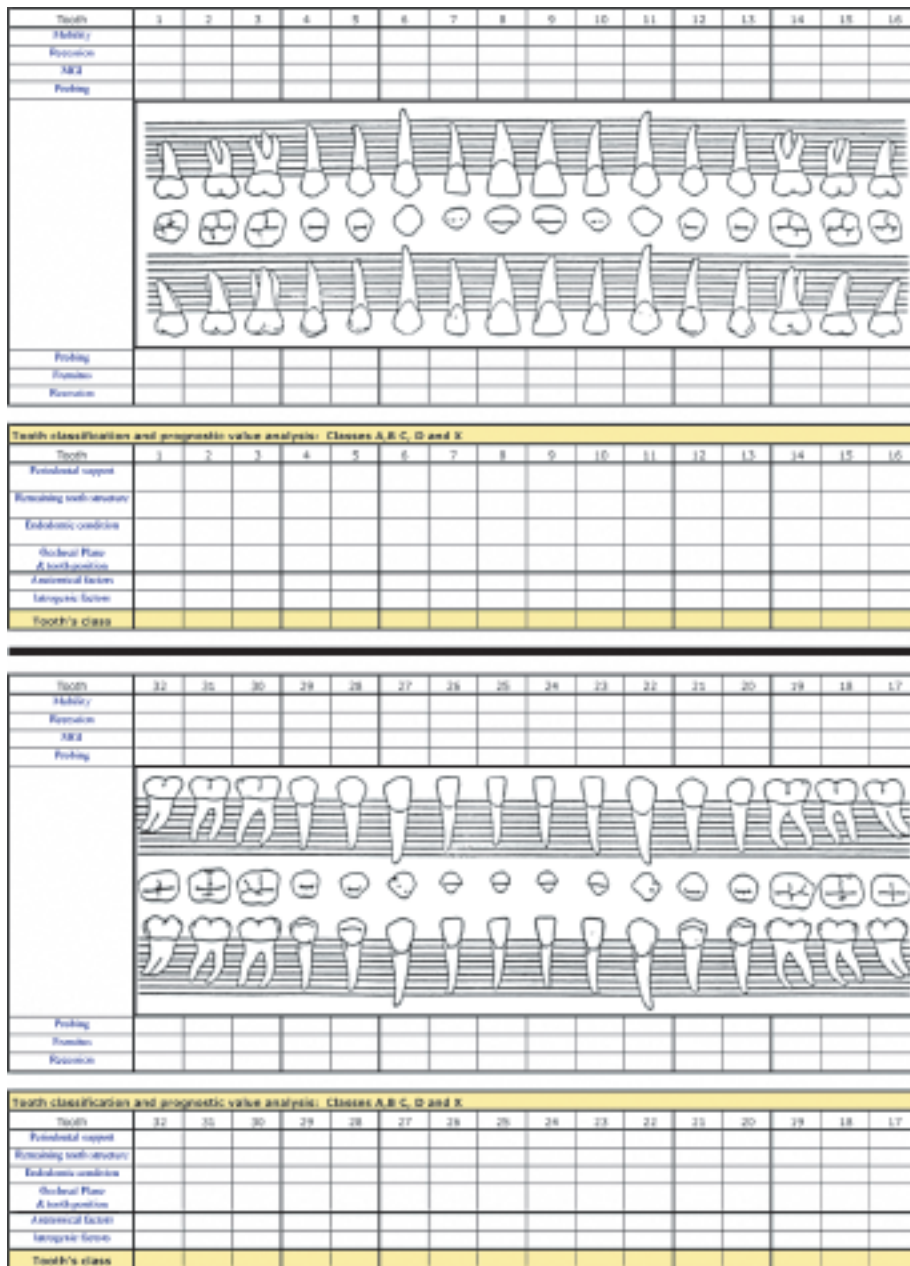 Tooth 1 2 3 4 5 6 7 8 9 10 11 12 13 14 15 16
Mobility
Recession
MGJ
Probing
Probing
Recession
Tooth classification and prognostic value analysis: Classes A,B C, D and X
Tooth 1 2 3 4 5 6 7 8 9 10 11 12 13 14 15 16
Periodontal support
Remaining tooth structure
Endodontic condition
Occlusal Plane
& tooth position
Anatomical factors
Iatrogenic factors
Tooth's class
Tooth 32 31 30 29 28 27 26 25 24 23 22 21 20 19 18 17
Mobility
Recession
MGJ
Probing
Probing
Recession
Tooth classification and prognostic value analysis: Classes A,B C, D and X
Tooth 32 31 30 29 28 27 26 25 24 23 22 21 20 19 18 17
Periodontal support
Remaining tooth structure
Endodontic condition
Occlusal Plane
& tooth position
Anatomical factors
Iatrogenic factors
Tooth's class